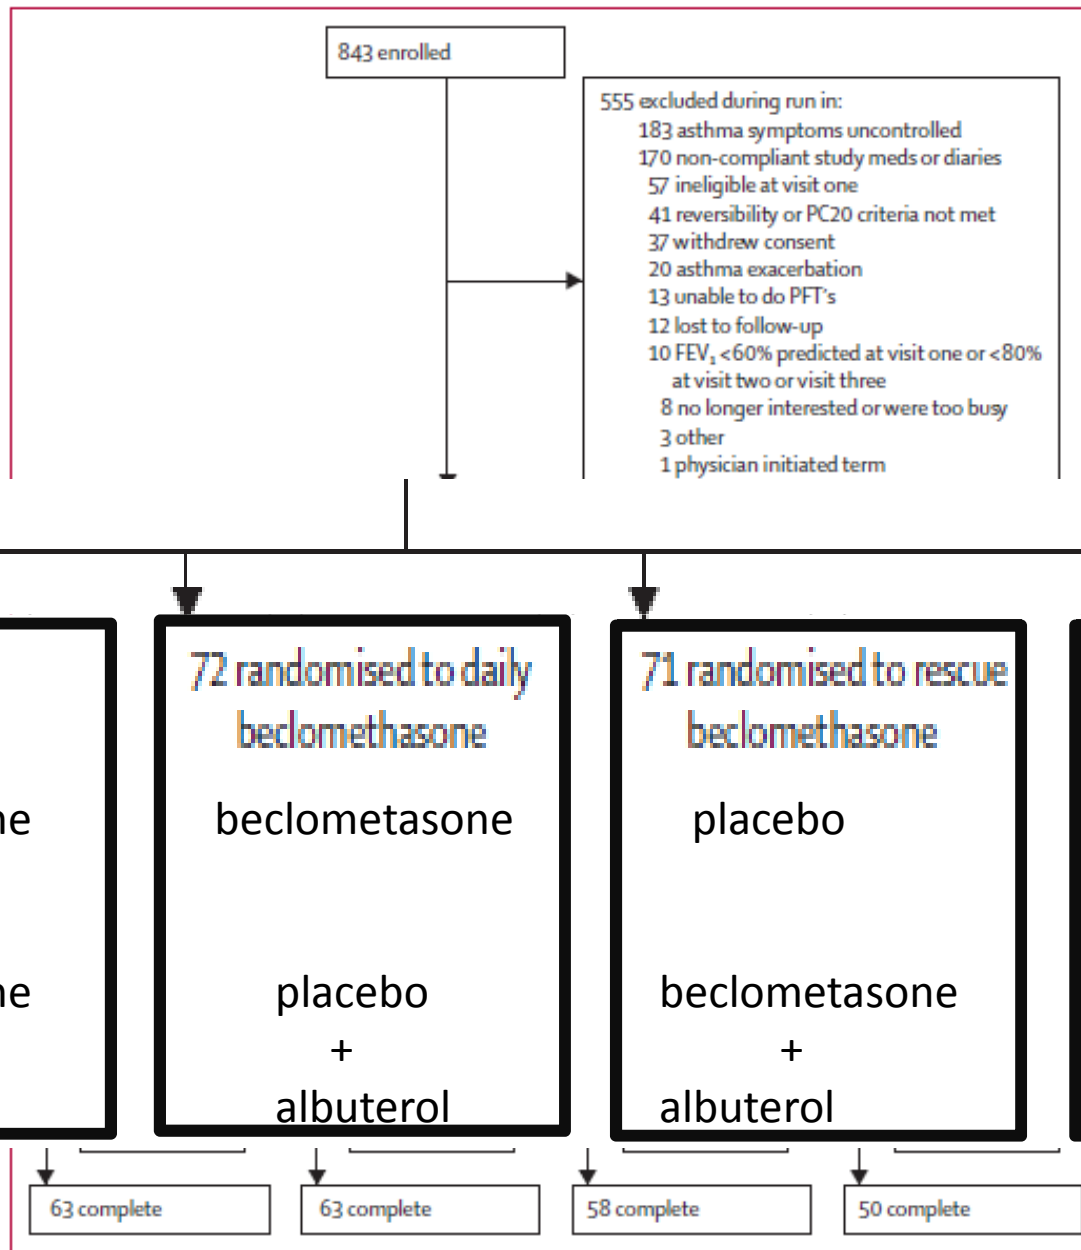 843 enrolled
555 excluded during run in:
183 asthma symptoms uncontrolled
170 non-compliant study meds or diaries
57 ineligible at visit one
41 reversibility or PC20 criteria not met
37 withdrew consent
20 asthma exacerbation
13 unable to do PFT's
12 lost to follow-up
10 FEV₁ <60% predicted at visit one or <80%
at visit two or visit three
8 no longer interested or were too busy
3 other
1 physician initiated term
ne
ne
72 randomised to daily
beclomethasone
beclometasone
placebo
+
albuterol
71 randomised to rescue
beclomethasone
placebo
beclometasone
+
albuterol
63 complete
63 complete
58 complete
50 complete